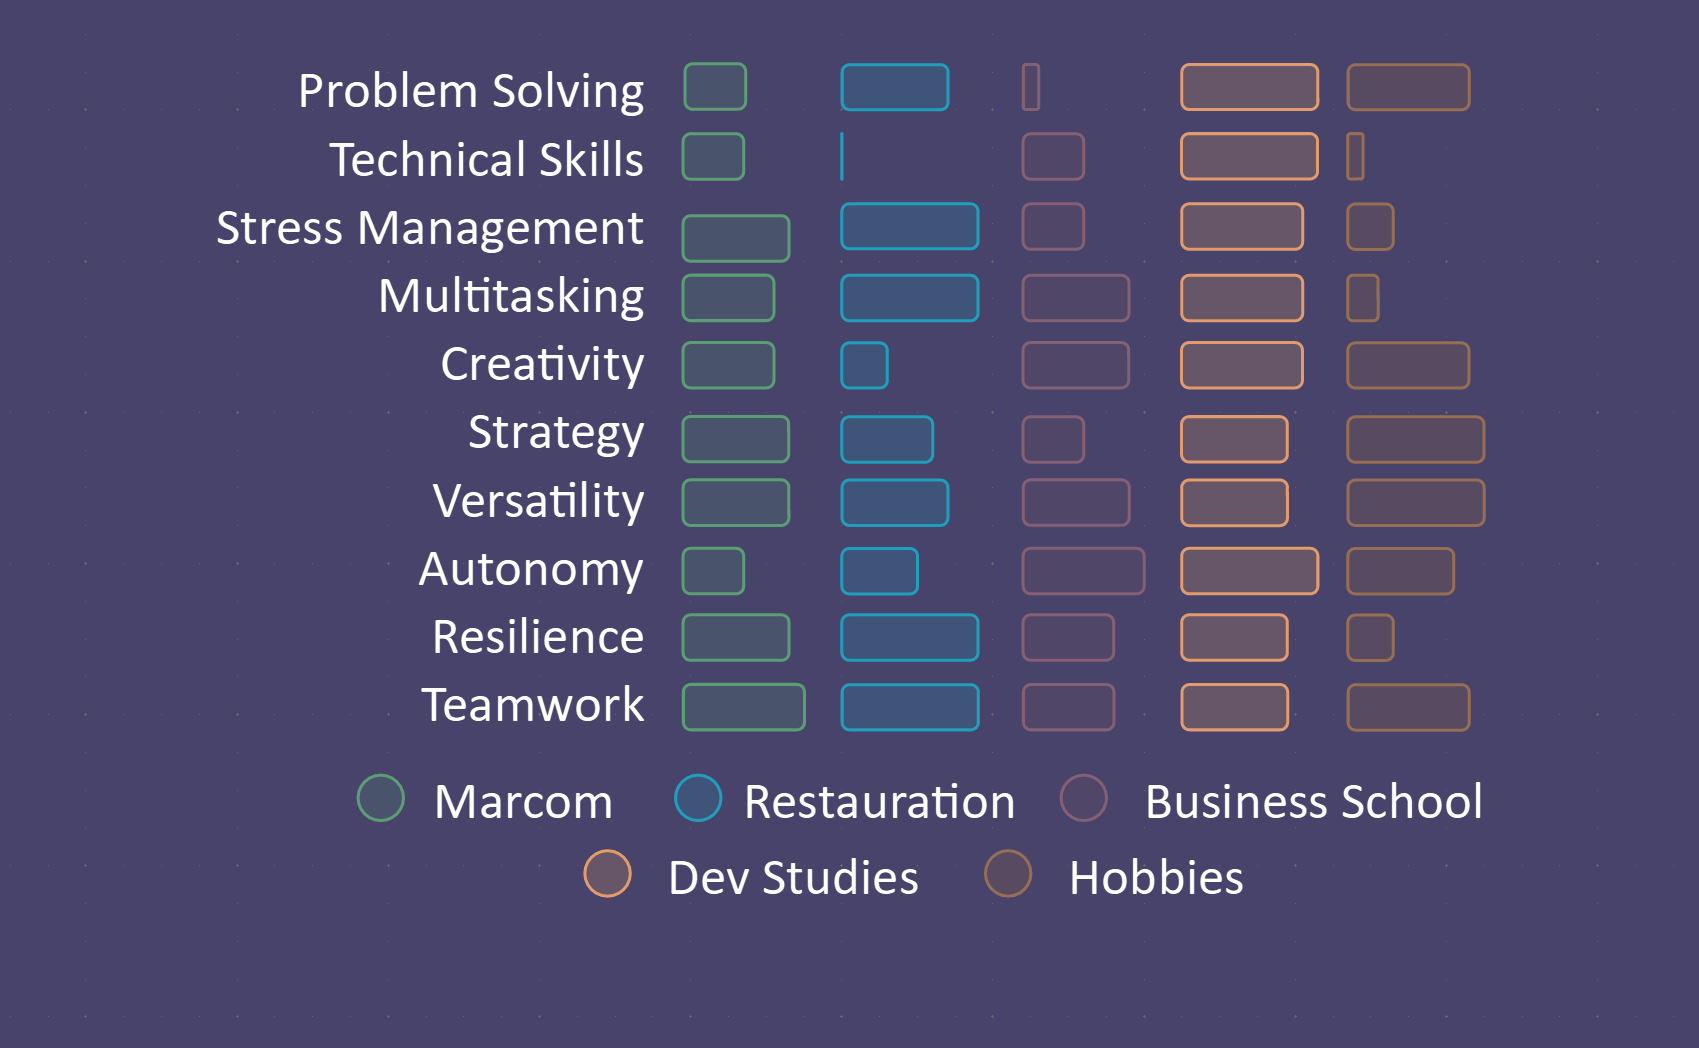 Problem Solving
Technical Skills
Stress Management
Multitasking
Creativity
Strategy
Versatility
Autonomy
Resilience
Teamwork
Marcom Restauration Business School
Dev Studies Hobbies